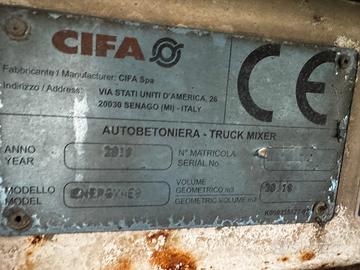 CIFA
CE
Fabricante / Manufacturer: CIFA Spa
Indirizzo / Address: VIA STATI UNITI D'AMERICA, 26
20030 SENAGO (MI) - ITALY
AUTOBETONIERA - TRUCK MIXER
ANNO
YEAR
N° MATRICOLA
SERIAL No.
MODELLO
MODEL
VOLUME
GEOMETRICO m3
GEOMETRIC VOLUME m3